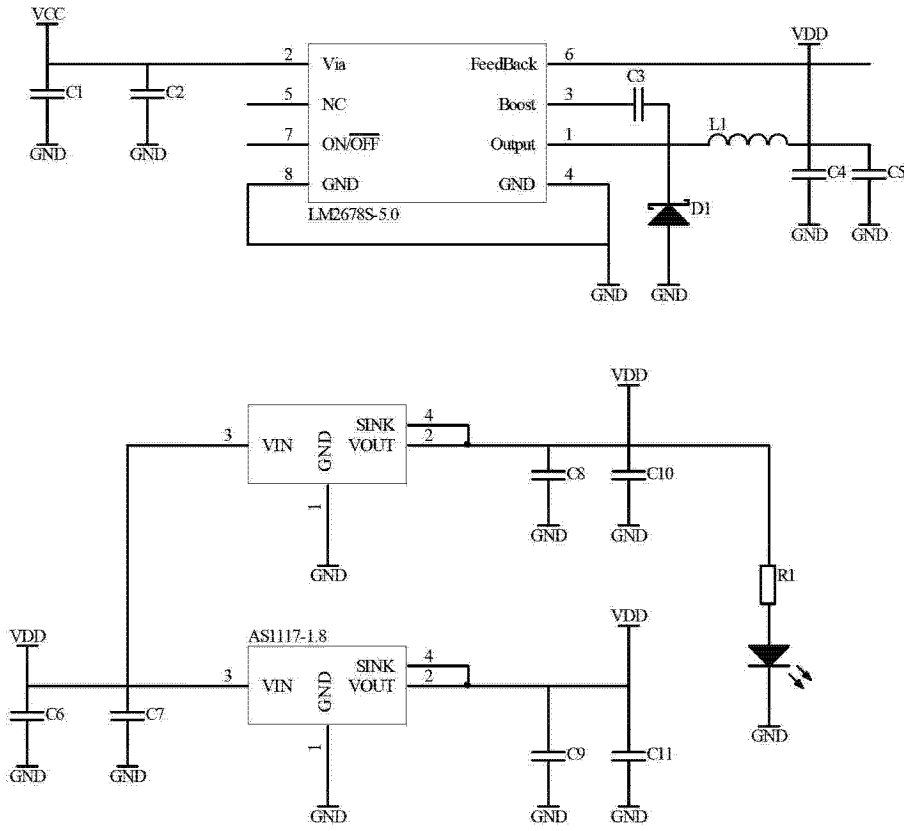 VCC
VDD
2 Via FeedBack 6
C1 C2 5 NC Boost 3 C3
7 ON/OFF Output 1 L1
GND GND 8 GND GND 4 C4 C5
LM2678S-5.0 D1
GND GND
GND GND
VDD
SINK 4
3 VIN GND VOUT 2
C8 C10
1
GND GND
GND
R1
VDD AS1117-1.8 VDD
SINK 4
3 VIN GND VOUT 2
C6 C7 GND
1 C9 C11
GND GND
GND GND GND